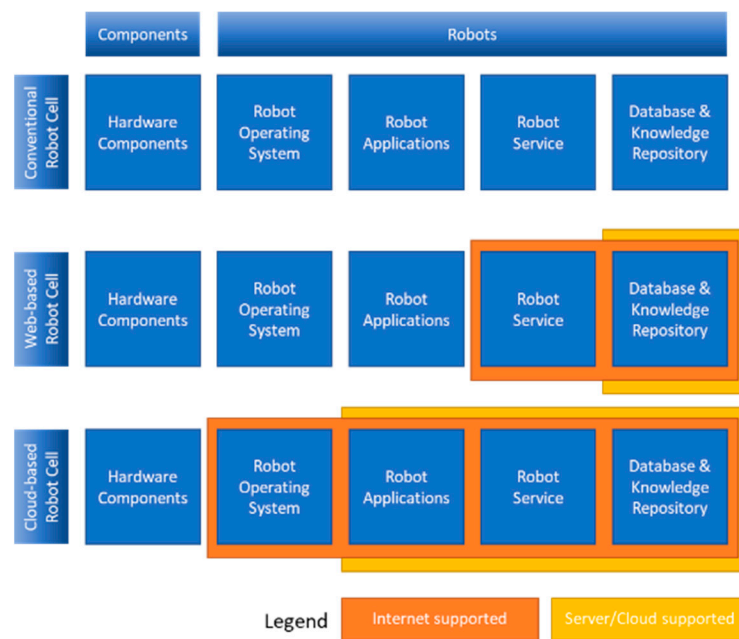 Components
Robots
Conventional
Robot Cell
Hardware
Components
Robot
Operating
System
Robot
Applications
Robot
Service
Database &
Knowledge
Repository
Web-based
Robot Cell
Hardware
Components
Robot
Operating
System
Robot
Applications
Robot
Service
Database &
Knowledge
Repository
Cloud-based
Robot Cell
Hardware
Components
Robot
Operating
System
Robot
Applications
Robot
Service
Database &
Knowledge
Repository
Legend
Internet supported
Server/Cloud supported